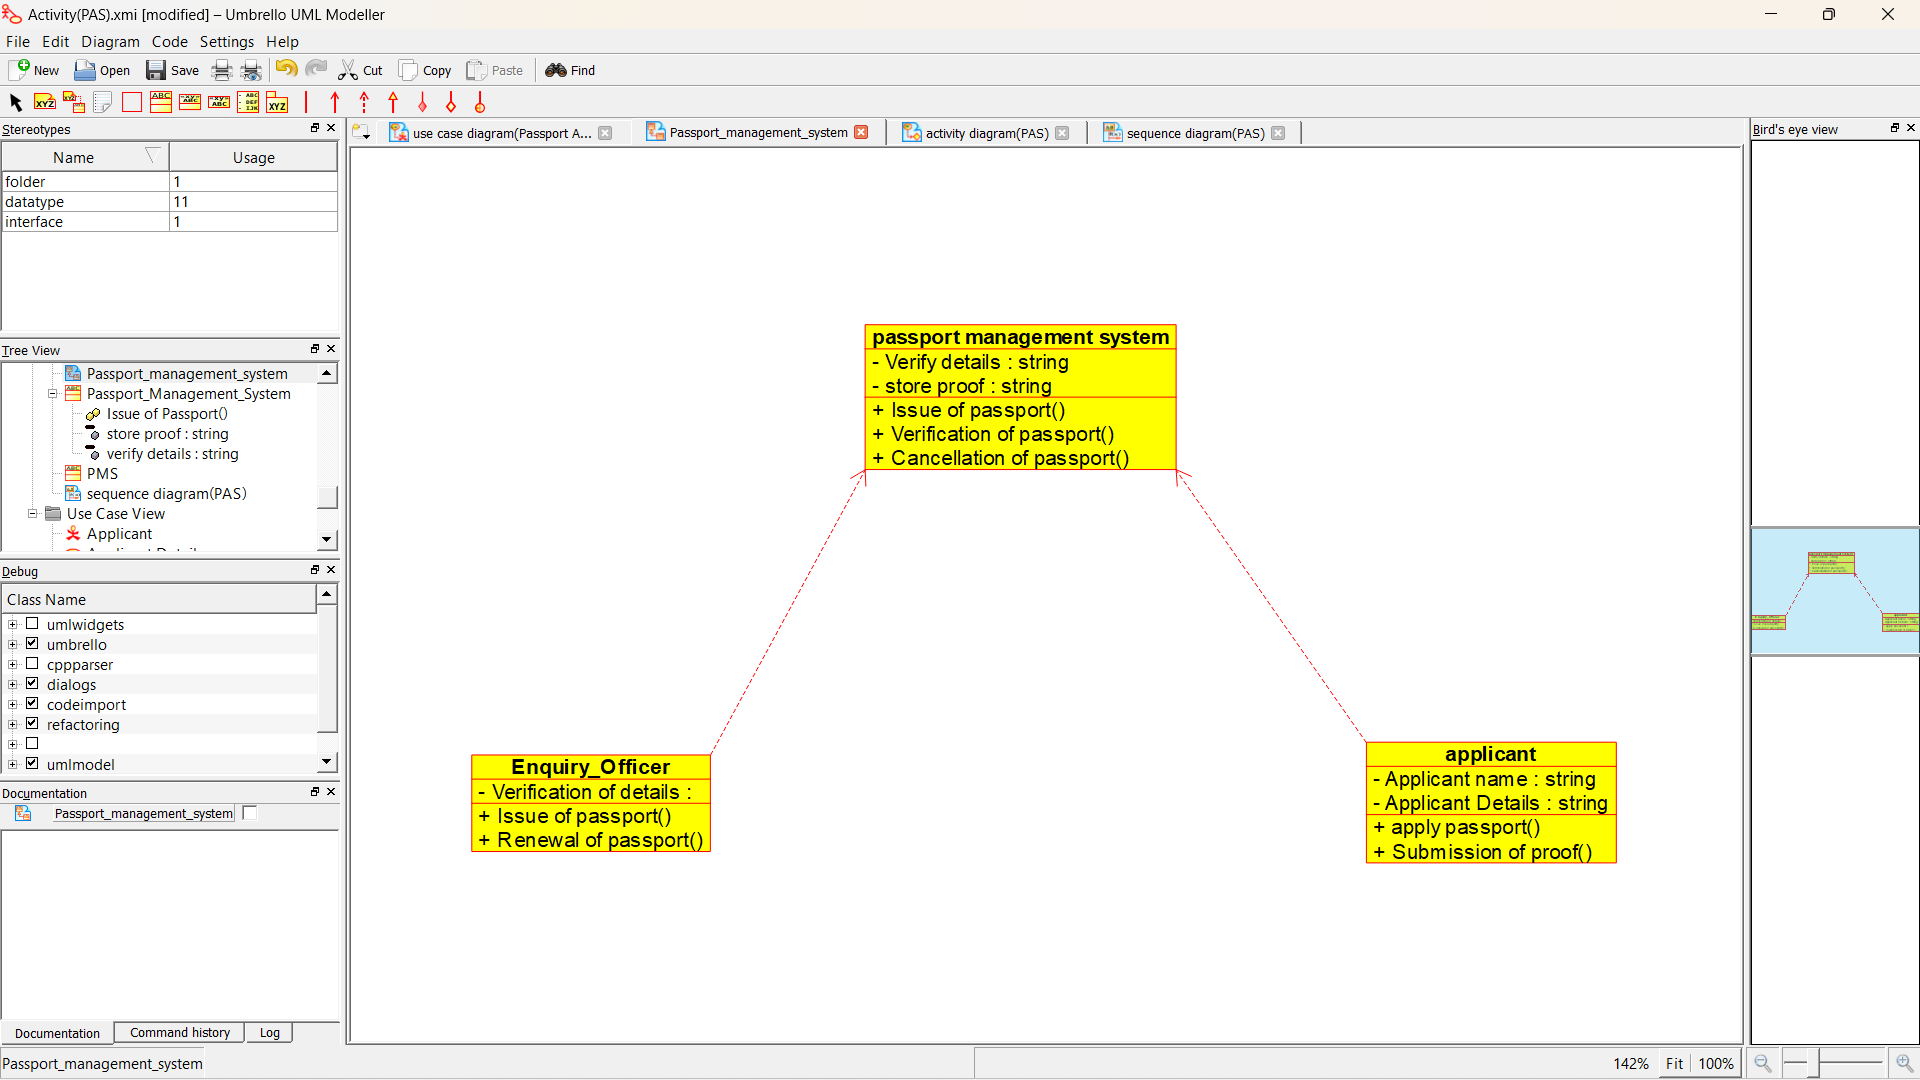 Activity(PAS).xmi [modified] – Umbrello UML Modeller
File Edit Diagram Code Settings Help
New Open Save Cut Copy Paste Find
Stereotypes
Name Usage
folder 1
datatype 11
interface 1
Tree View
Passport_management_system
Passport_Management_System
Issue of Passport()
store proof : string
verify details : string
PMS
sequence diagram(PAS)
Use Case View
Applicant
Debug
Class Name
umlwidgets
umbrello
cppparser
dialogs
codeimport
refactoring
umlmodel
Documentation
Passport_management_system
Documentation Command history Log
Passport_management_system
use case diagram(Passport A... Passport_management_system activity diagram(PAS) sequence diagram(PAS)
passport management system
- Verify details : string
- store proof : string
+ Issue of passport()
+ Verification of passport()
+ Cancellation of passport()
Enquiry_Officer
- Verification of details :
+ Issue of passport()
+ Renewal of passport()
applicant
- Applicant name : string
- Applicant Details : string
+ apply passport()
+ Submission of proof()
Bird's eye view
142% Fit 100%